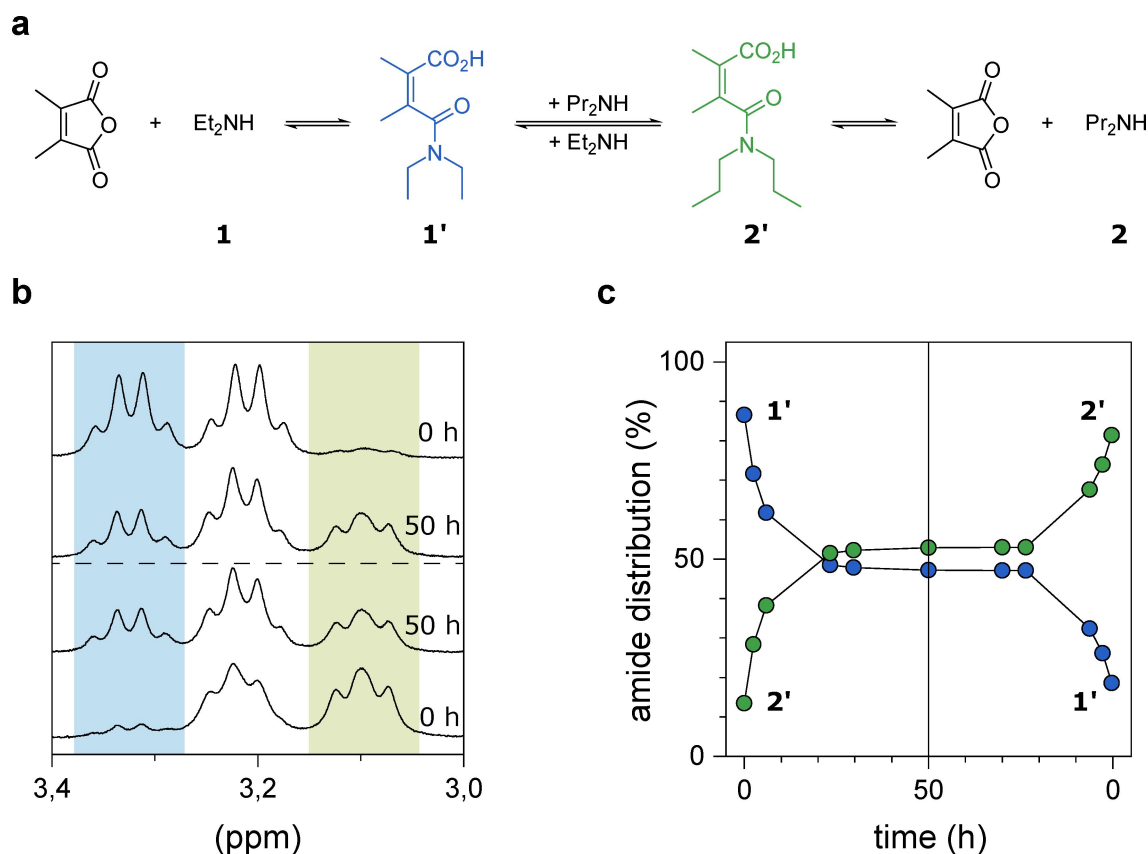 a
O
CO₂H
CO₂H
O
O
+ Et₂NH
O
+ Pr₂NH
+ Et₂NH
O
O
+ Pr₂NH
O
N
N
O
1
1'
2'
2
b
c
0 h
50 h
50 h
0 h
3,4
3,2
3,0
(ppm)
amide distribution (%)
100
50
0
1'
2'
2'
1'
0
50
0
time (h)